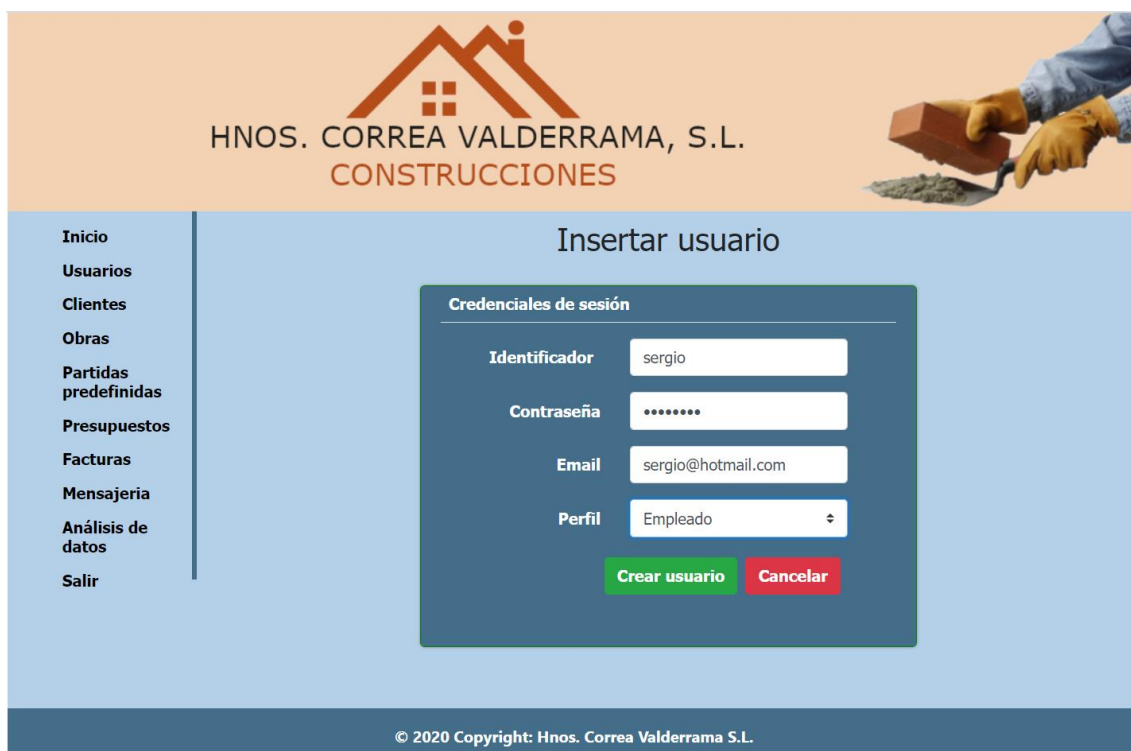 HNOS. CORREA VALDERRAMA, S.L.
CONSTRUCCIONES
Inicio
Usuarios
Clientes
Obras
Partidas
predefinidas
Presupuestos
Facturas
Mensajeria
Análisis de
datos
Salir
Insertar usuario
Credenciales de sesión
Identificador sergio
Contraseña ••••••••
Email sergio@hotmail.com
Perfil Empleado
Crear usuario Cancelar
© 2020 Copyright: Hnos. Correa Valderrama S.L.